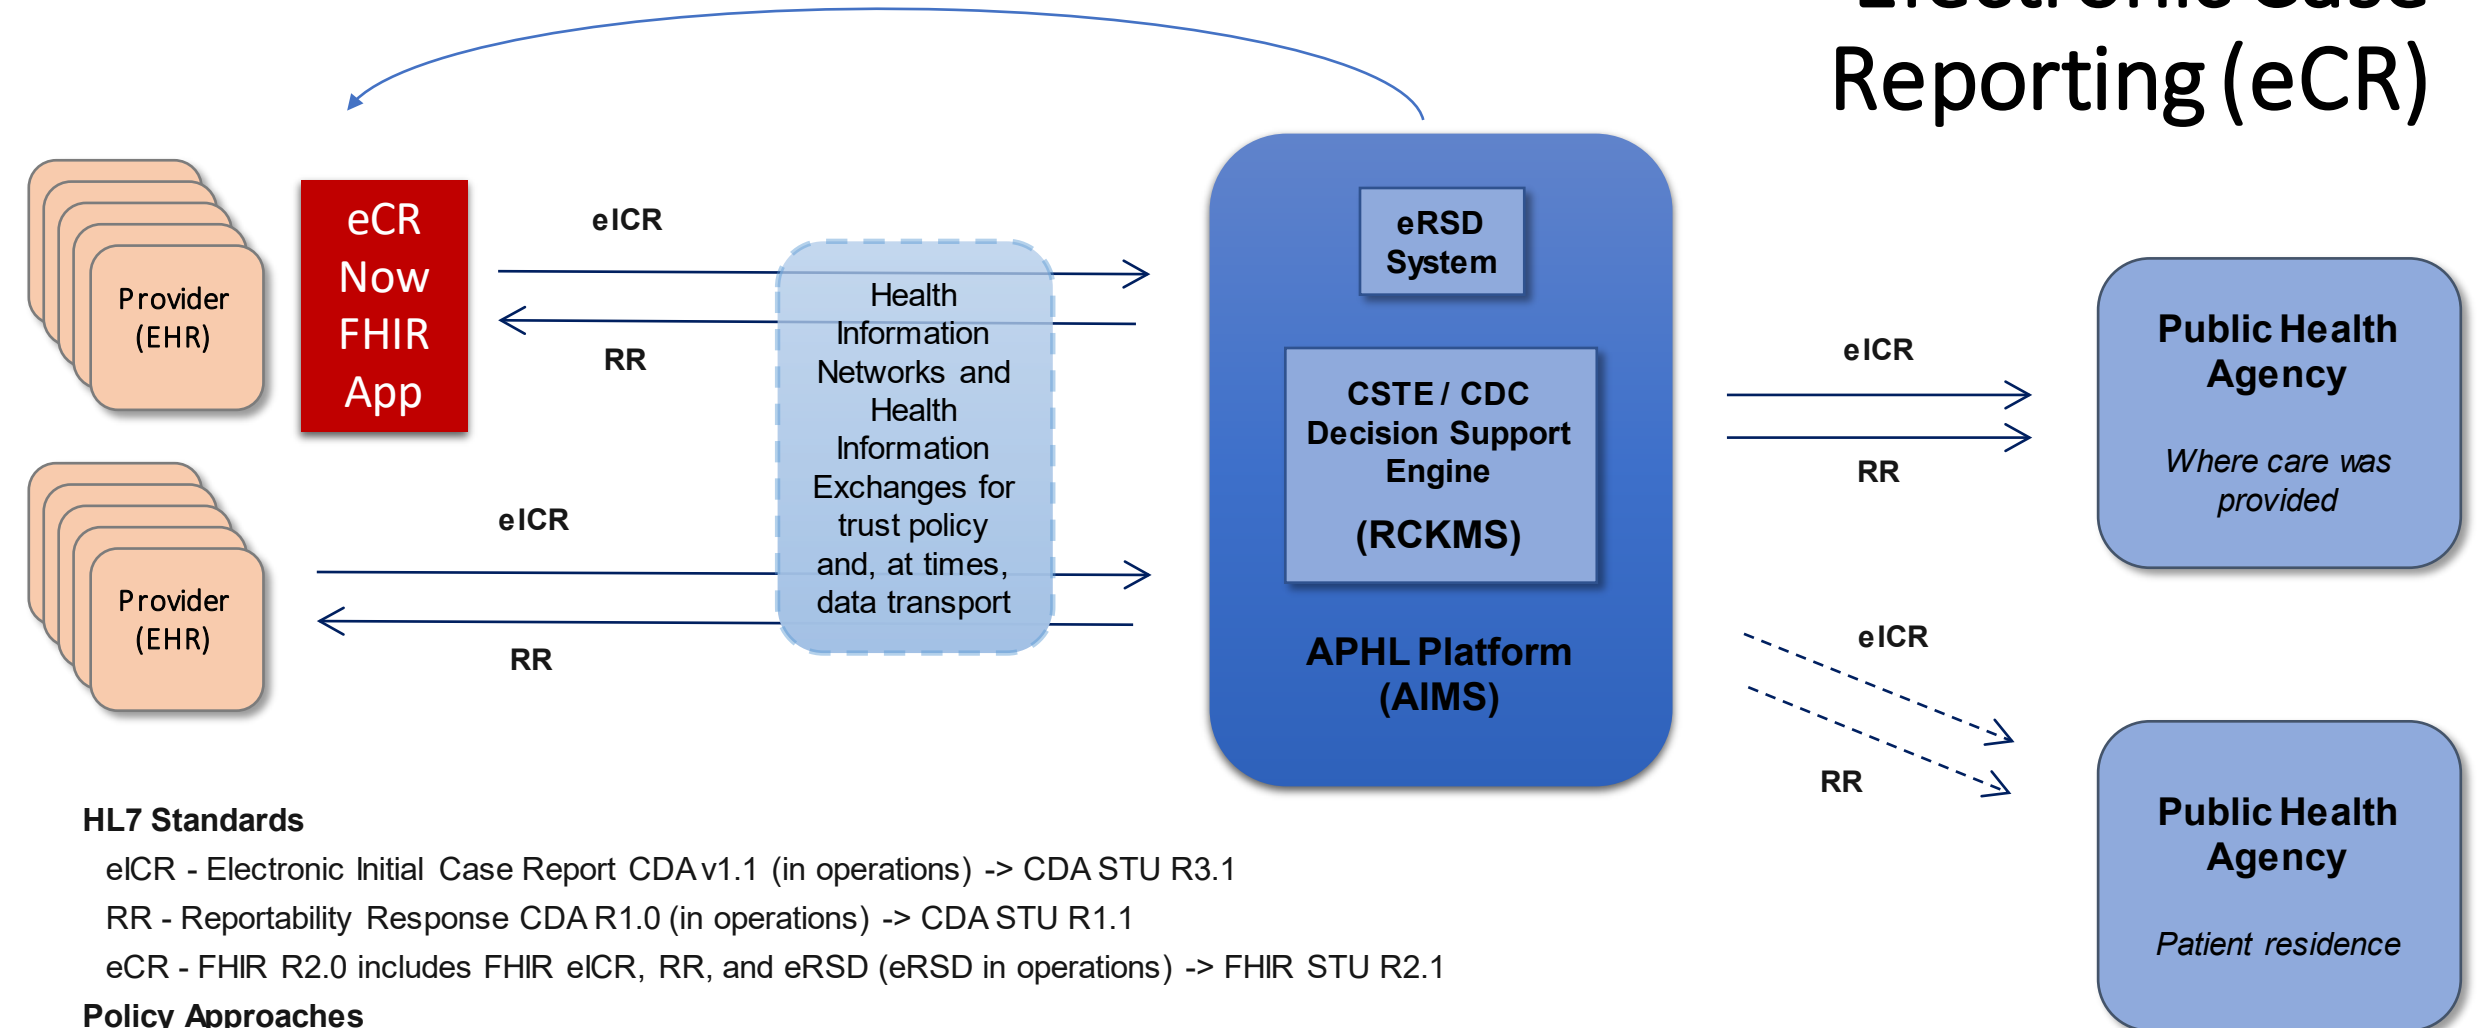 Electronic Case
Reporting (eCR)
Provider
(EHR)
eCR
Now
FHIR
App
eICR
RR
Health
Information
Networks and
Health
Information
Exchanges for
trust policy
and, at times,
data transport
eRSD
System
CSTE / CDC
Decision Support
Engine
(RCKMS)
APHL Platform
(AIMS)
eICR
RR
Public Health
Agency
Where care was
provided
Provider
(EHR)
eICR
RR
eICR
RR
Public Health
Agency
Patient residence
HL7 Standards
eICR - Electronic Initial Case Report CDA v1.1 (in operations) -> CDA STU R3.1
RR - Reportability Response CDA R1.0 (in operations) -> CDA STU R1.1
eCR - FHIR R2.0 includes FHIR eICR, RR, and eRSD (eRSD in operations) -> FHIR STU R2.1
Policy Approaches